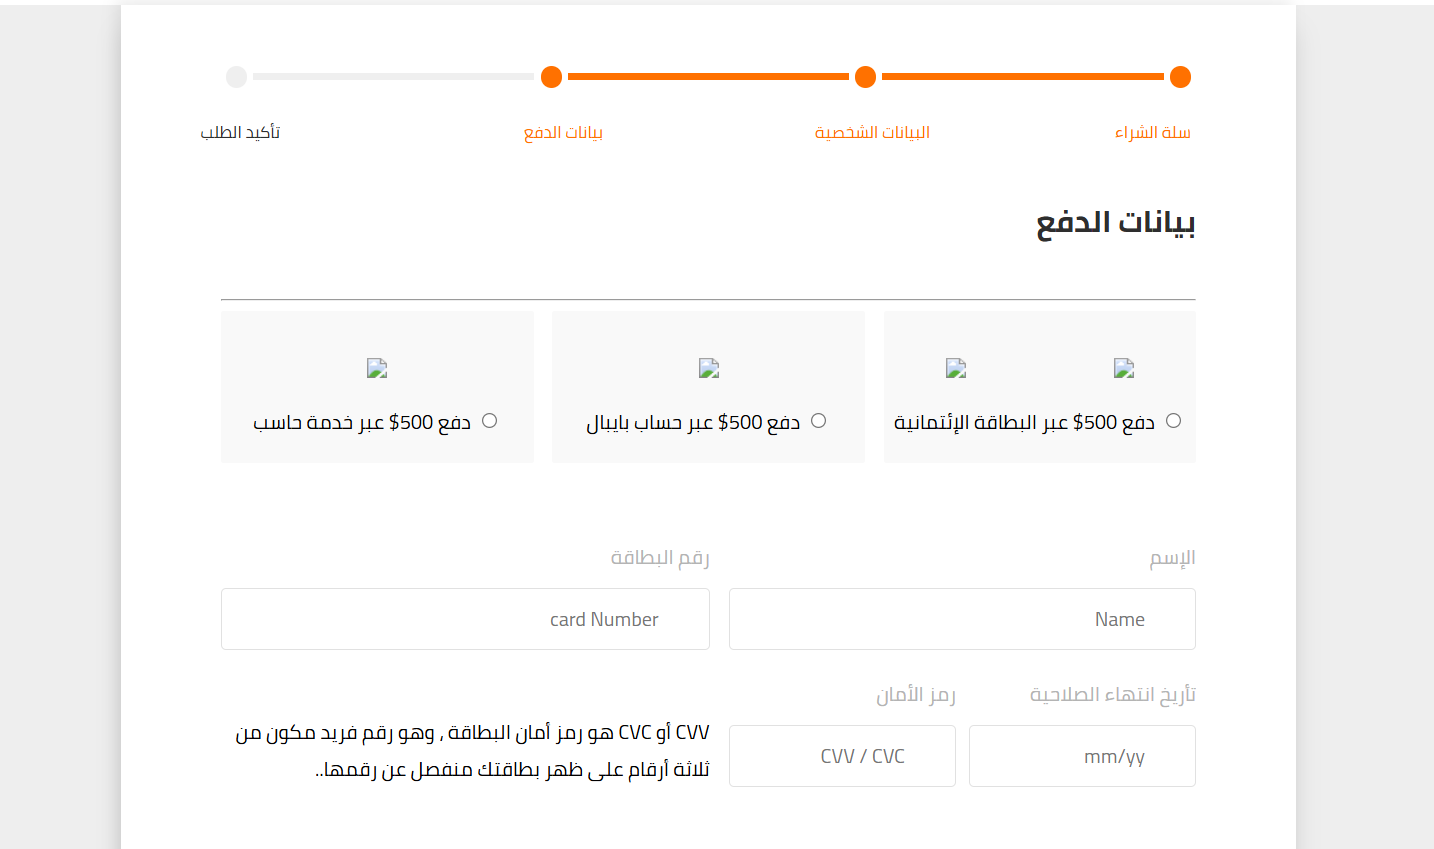 سلة الشراء
البيانات الشخصية
بيانات الدفع
تأكيد الطلب
بيانات الدفع
دفع 500$ عبر البطاقة الإئتمانية
دفع 500$ عبر حساب بايبال
دفع 500$ عبر خدمة حاسب
الإسم
رقم البطاقة
Name
card Number
تأريخ انتهاء الصلاحية
رمز الأمان
mm/yy
CVV / CVC
CVV أو CVC هو رمز أمان البطاقة , وهو رقم فريد مكون من
ثلاثة أرقام على ظهر بطاقتك منفصل عن رقمها..